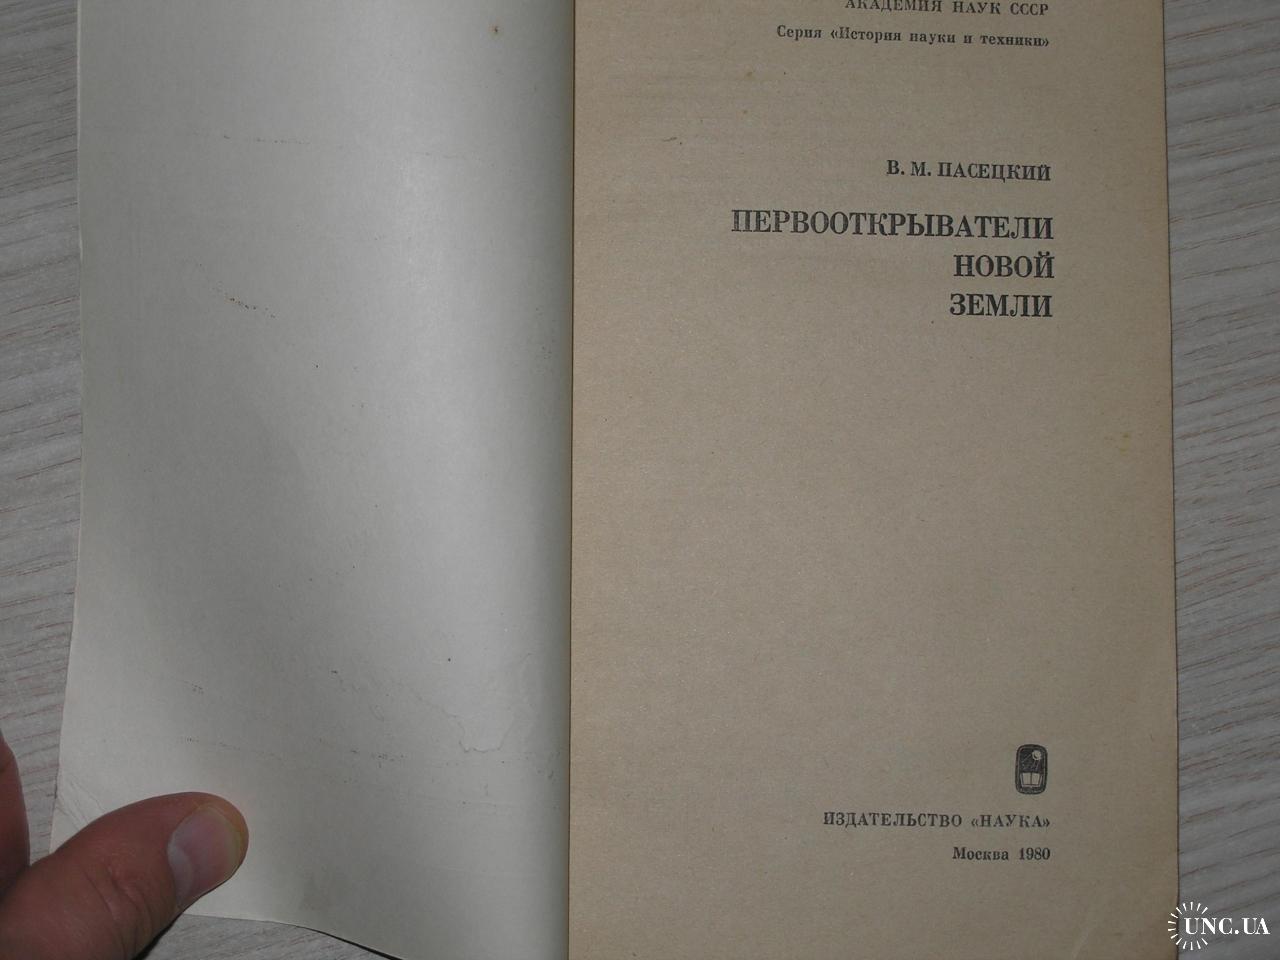 АКАДЕМИЯ НАУК СССР
Серия «История науки и техники»
В. М. ПАСЕЦКИЙ
ПЕРВООТКРЫВАТЕЛИ
НОВОЙ
ЗЕМЛИ
ИЗДАТЕЛЬСТВО «НАУКА»
Москва 1980
UNC.UA